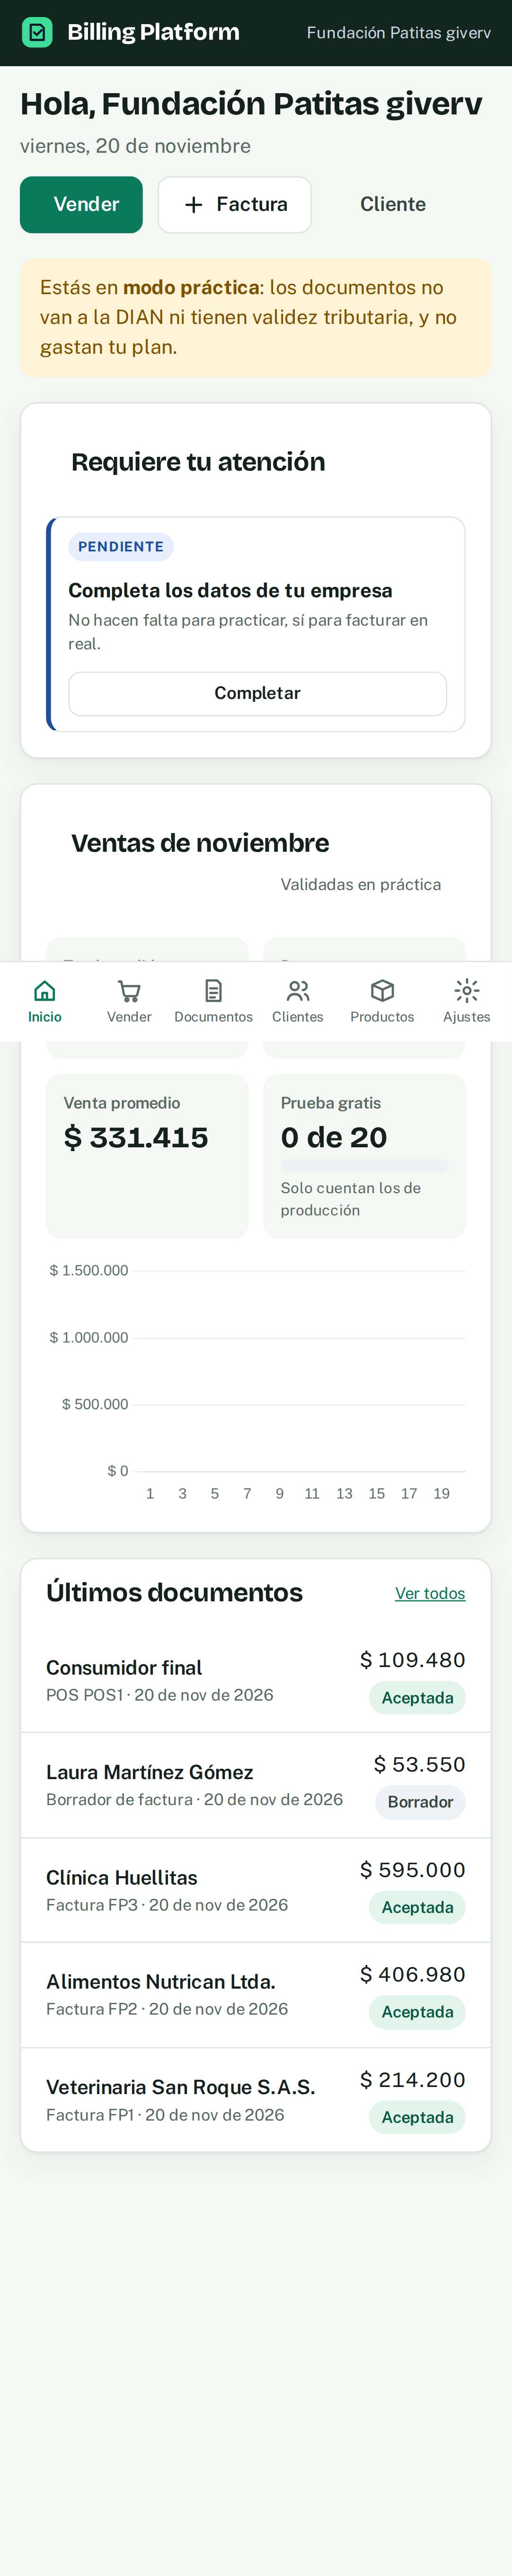 Billing Platform
Fundación Patitas giverv
Hola, Fundación Patitas giverv
viernes, 20 de noviembre
Vender
Factura
Cliente
Estás en modo práctica: los documentos no
van a la DIAN ni tienen validez tributaria, y no
gastan tu plan.
Requiere tu atención
PENDIENTE
Completa los datos de tu empresa
No hacen falta para practicar, sí para facturar en
real.
Completar
Ventas de noviembre
Validadas en práctica
Inicio
Vender
Documentos
Clientes
Productos
Ajustes
Venta promedio
$ 331.415
Prueba gratis
0 de 20
Solo cuentan los de
producción
$ 1.500.000
$ 1.000.000
$ 500.000
$ 0
1 3 5 7 9 11 13 15 17 19
Últimos documentos
Ver todos
Consumidor final
POS POS1 · 20 de nov de 2026
$ 109.480
Aceptada
Laura Martínez Gómez
Borrador de factura · 20 de nov de 2026
$ 53.550
Borrador
Clínica Huellitas
Factura FP3 · 20 de nov de 2026
$ 595.000
Aceptada
Alimentos Nutrican Ltda.
Factura FP2 · 20 de nov de 2026
$ 406.980
Aceptada
Veterinaria San Roque S.A.S.
Factura FP1 · 20 de nov de 2026
$ 214.200
Aceptada